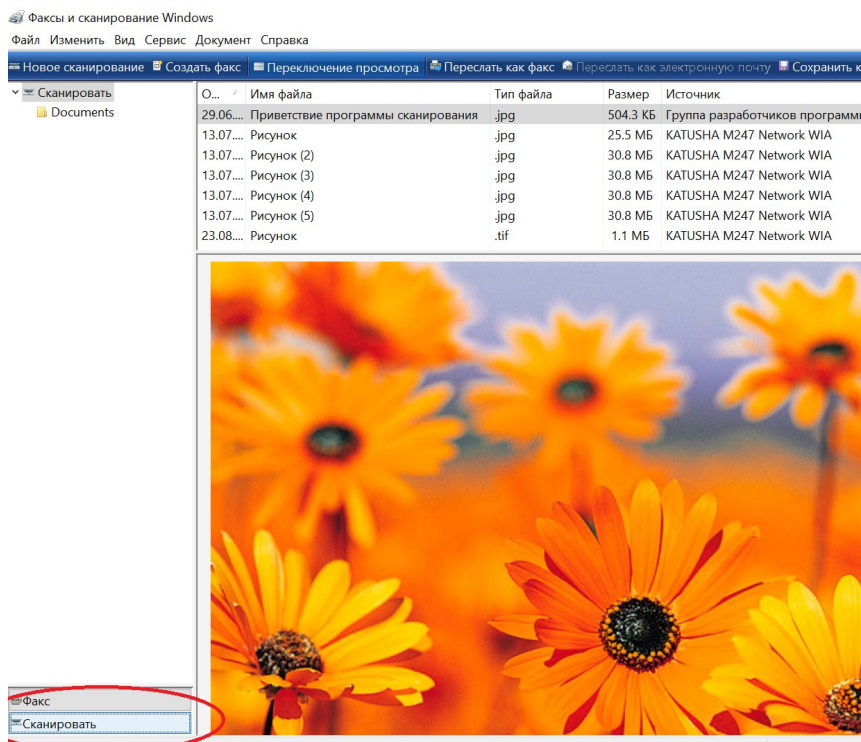 Факсы и сканирование Windows
Файл Изменить Вид Сервис Документ Справка
Новое сканирование Создать факс Переключение просмотра Переслать как факс Переслать как электронную почту Сохранить к
Сканировать
Documents
О... Имя файла Тип файла Размер Источник
29.06.... Приветствие программы сканирования .jpg 504.3 КБ Группа разработчиков программ
13.07.... Рисунок .jpg 25.5 МБ KATUSHA M247 Network WIA
13.07.... Рисунок (2) .jpg 30.8 МБ KATUSHA M247 Network WIA
13.07.... Рисунок (3) .jpg 30.8 МБ KATUSHA M247 Network WIA
13.07.... Рисунок (4) .jpg 30.8 МБ KATUSHA M247 Network WIA
13.07.... Рисунок (5) .jpg 30.8 МБ KATUSHA M247 Network WIA
23.08.... Рисунок .tif 1.1 МБ KATUSHA M247 Network WIA
Факс
Сканировать